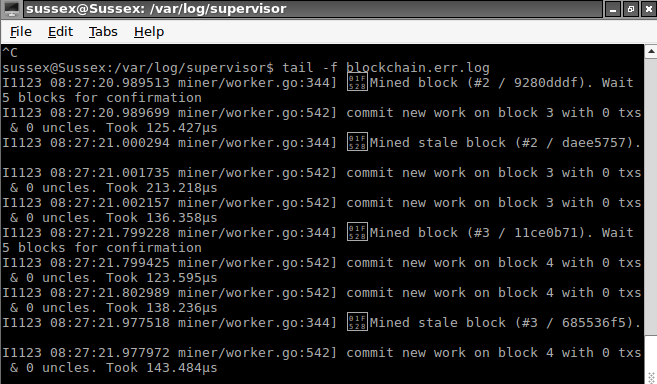 sussex@Sussex: /var/log/supervisor
File Edit Tabs Help
^C
sussex@Sussex:/var/log/supervisor$ tail -f blockchain.err.log
I1123 08:27:20.989513 miner/worker.go:344] 🔨Mined block (#2 / 9280dddf). Wait
5 blocks for confirmation
I1123 08:27:20.989699 miner/worker.go:542] commit new work on block 3 with 0 txs
& 0 uncles. Took 125.427µs
I1123 08:27:21.000294 miner/worker.go:344] 🔨Mined stale block (#2 / daee5757).
I1123 08:27:21.001735 miner/worker.go:542] commit new work on block 3 with 0 txs
& 0 uncles. Took 213.218µs
I1123 08:27:21.002157 miner/worker.go:542] commit new work on block 3 with 0 txs
& 0 uncles. Took 136.358µs
I1123 08:27:21.799228 miner/worker.go:344] 🔨Mined block (#3 / 11ce0b71). Wait
5 blocks for confirmation
I1123 08:27:21.799425 miner/worker.go:542] commit new work on block 4 with 0 txs
& 0 uncles. Took 123.595µs
I1123 08:27:21.802989 miner/worker.go:542] commit new work on block 4 with 0 txs
& 0 uncles. Took 138.236µs
I1123 08:27:21.977518 miner/worker.go:344] 🔨Mined stale block (#3 / 685536f5).
I1123 08:27:21.977972 miner/worker.go:542] commit new work on block 4 with 0 txs
& 0 uncles. Took 143.484µs